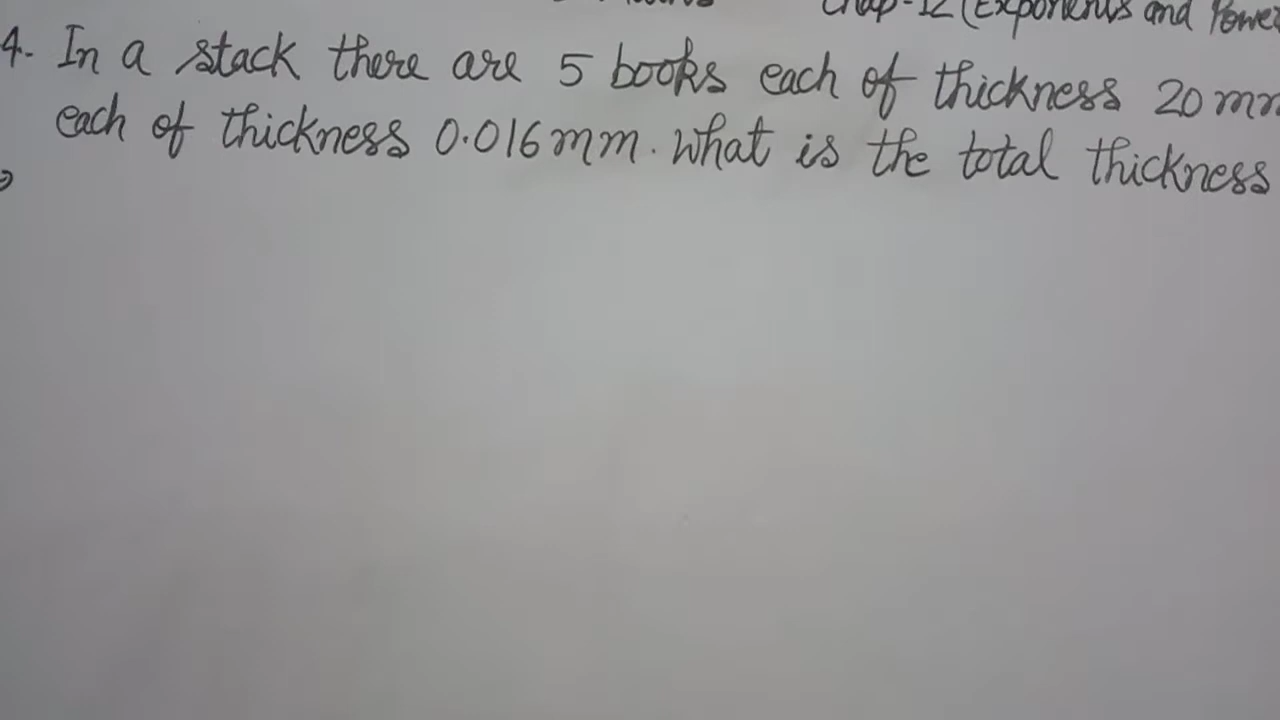 Chap-12 (Exponents and Power
4. In a stack there are 5 books each of thickness 20 mm
each of thickness 0.016 mm. what is the total thickness